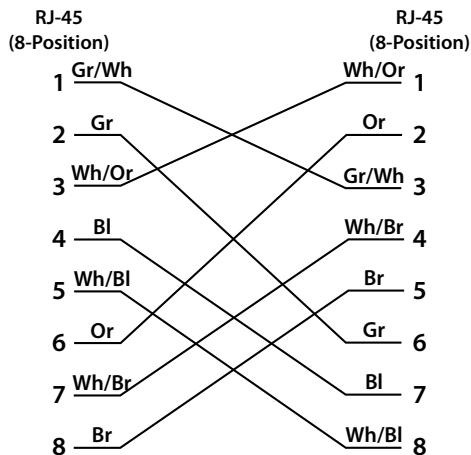 RJ-45 RJ-45
(8-Position) (8-Position)
1 Gr/Wh Wh/Or 1
2 Gr Or 2
3 Wh/Or Gr/Wh 3
4 Bl Wh/Br 4
5 Wh/Bl Br 5
6 Or Gr 6
7 Wh/Br Bl 7
8 Br Wh/Bl 8